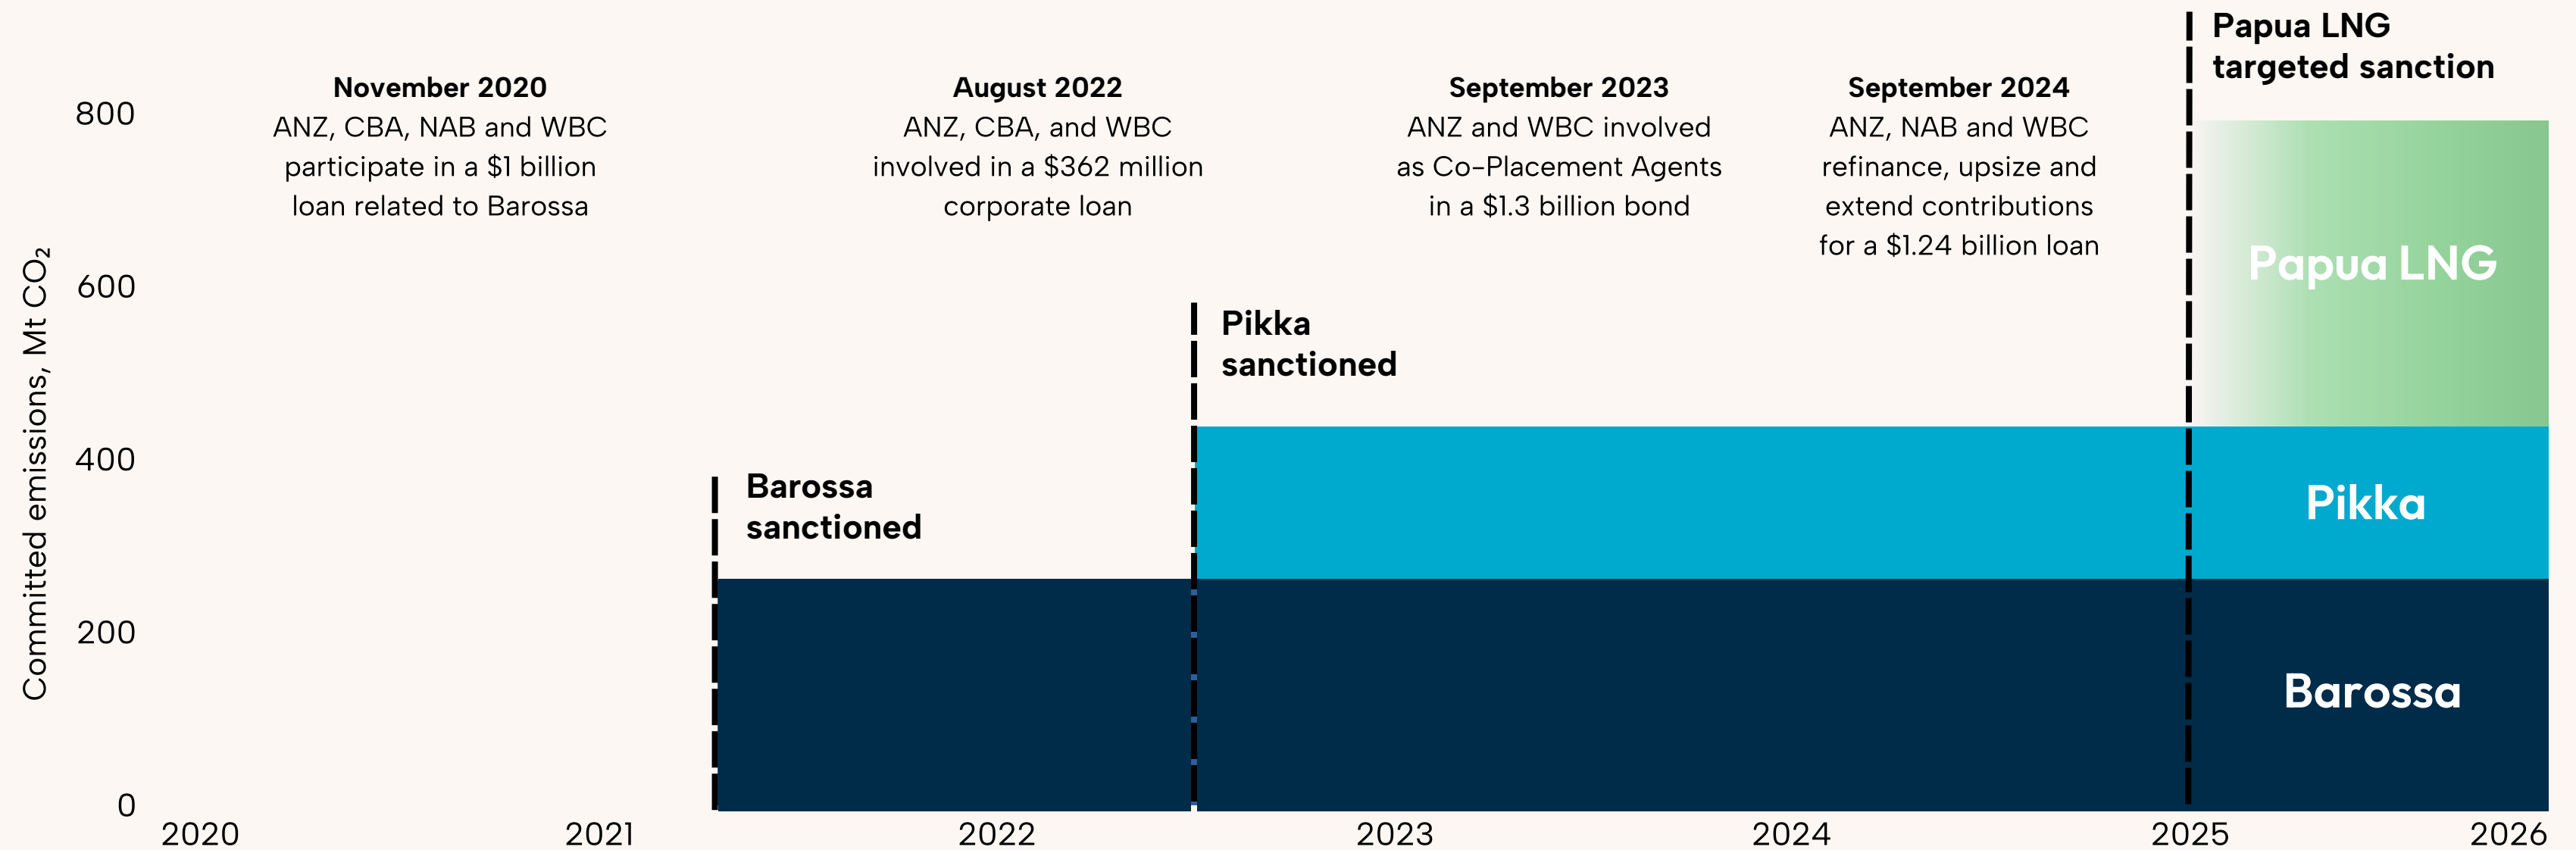 Papua LNG
targeted sanction
November 2020
ANZ, CBA, NAB and WBC
participate in a $1 billion
loan related to Barossa
August 2022
ANZ, CBA, and WBC
involved in a $362 million
corporate loan
September 2023
ANZ and WBC involved
as Co-Placement Agents
in a $1.3 billion bond
September 2024
ANZ, NAB and WBC
refinance, upsize and
extend contributions
for a $1.24 billion loan
Committed emissions, Mt CO₂
800
600
400
200
0
Papua LNG
Pikka
sanctioned
Barossa
sanctioned
Pikka
Barossa
2020
2021
2022
2023
2024
2025
2026